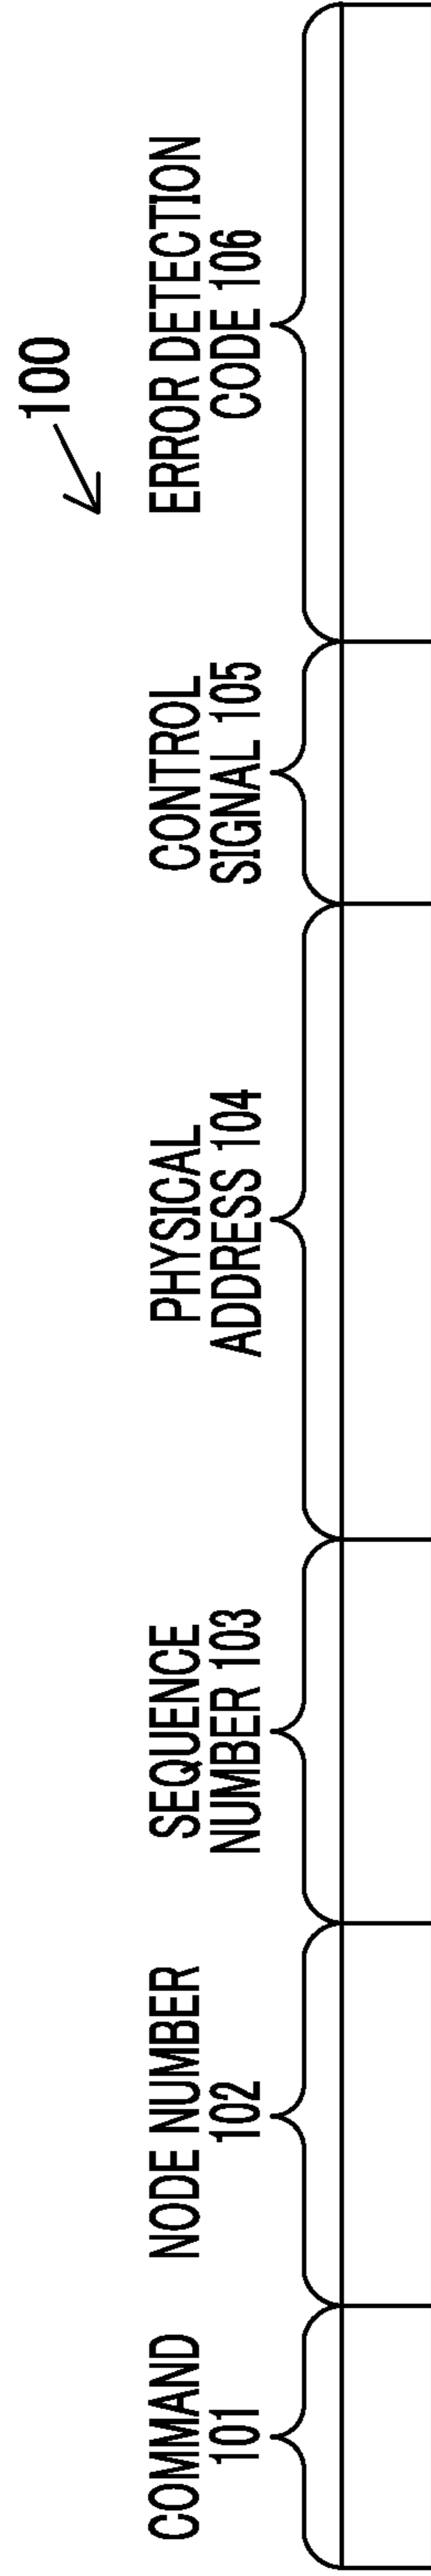 100
COMMAND
101
NODE NUMBER
102
SEQUENCE
NUMBER 103
PHYSICAL
ADDRESS 104
CONTROL
SIGNAL 105
ERROR DETECTION
CODE 106